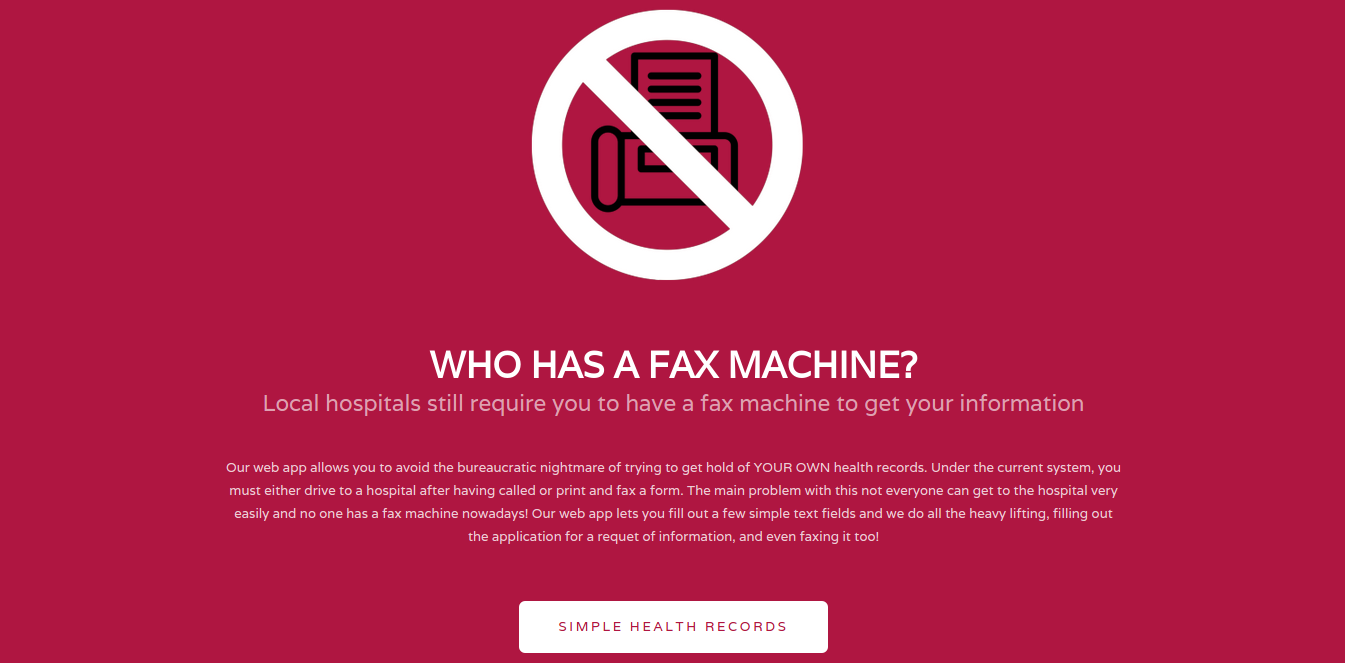 WHO HAS A FAX MACHINE?
Local hospitals still require you to have a fax machine to get your information
Our web app allows you to avoid the bureaucratic nightmare of trying to get hold of YOUR OWN health records. Under the current system, you
must either drive to a hospital after having called or print and fax a form. The main problem with this not everyone can get to the hospital very
easily and no one has a fax machine nowadays! Our web app lets you fill out a few simple text fields and we do all the heavy lifting, filling out
the application for a requet of information, and even faxing it too!
SIMPLE HEALTH RECORDS